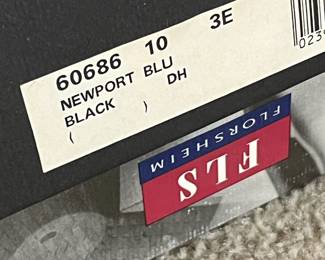 60686 10 3E
NEWPORT BLU
BLACK DH
( )
FLORSHEIM
FLS